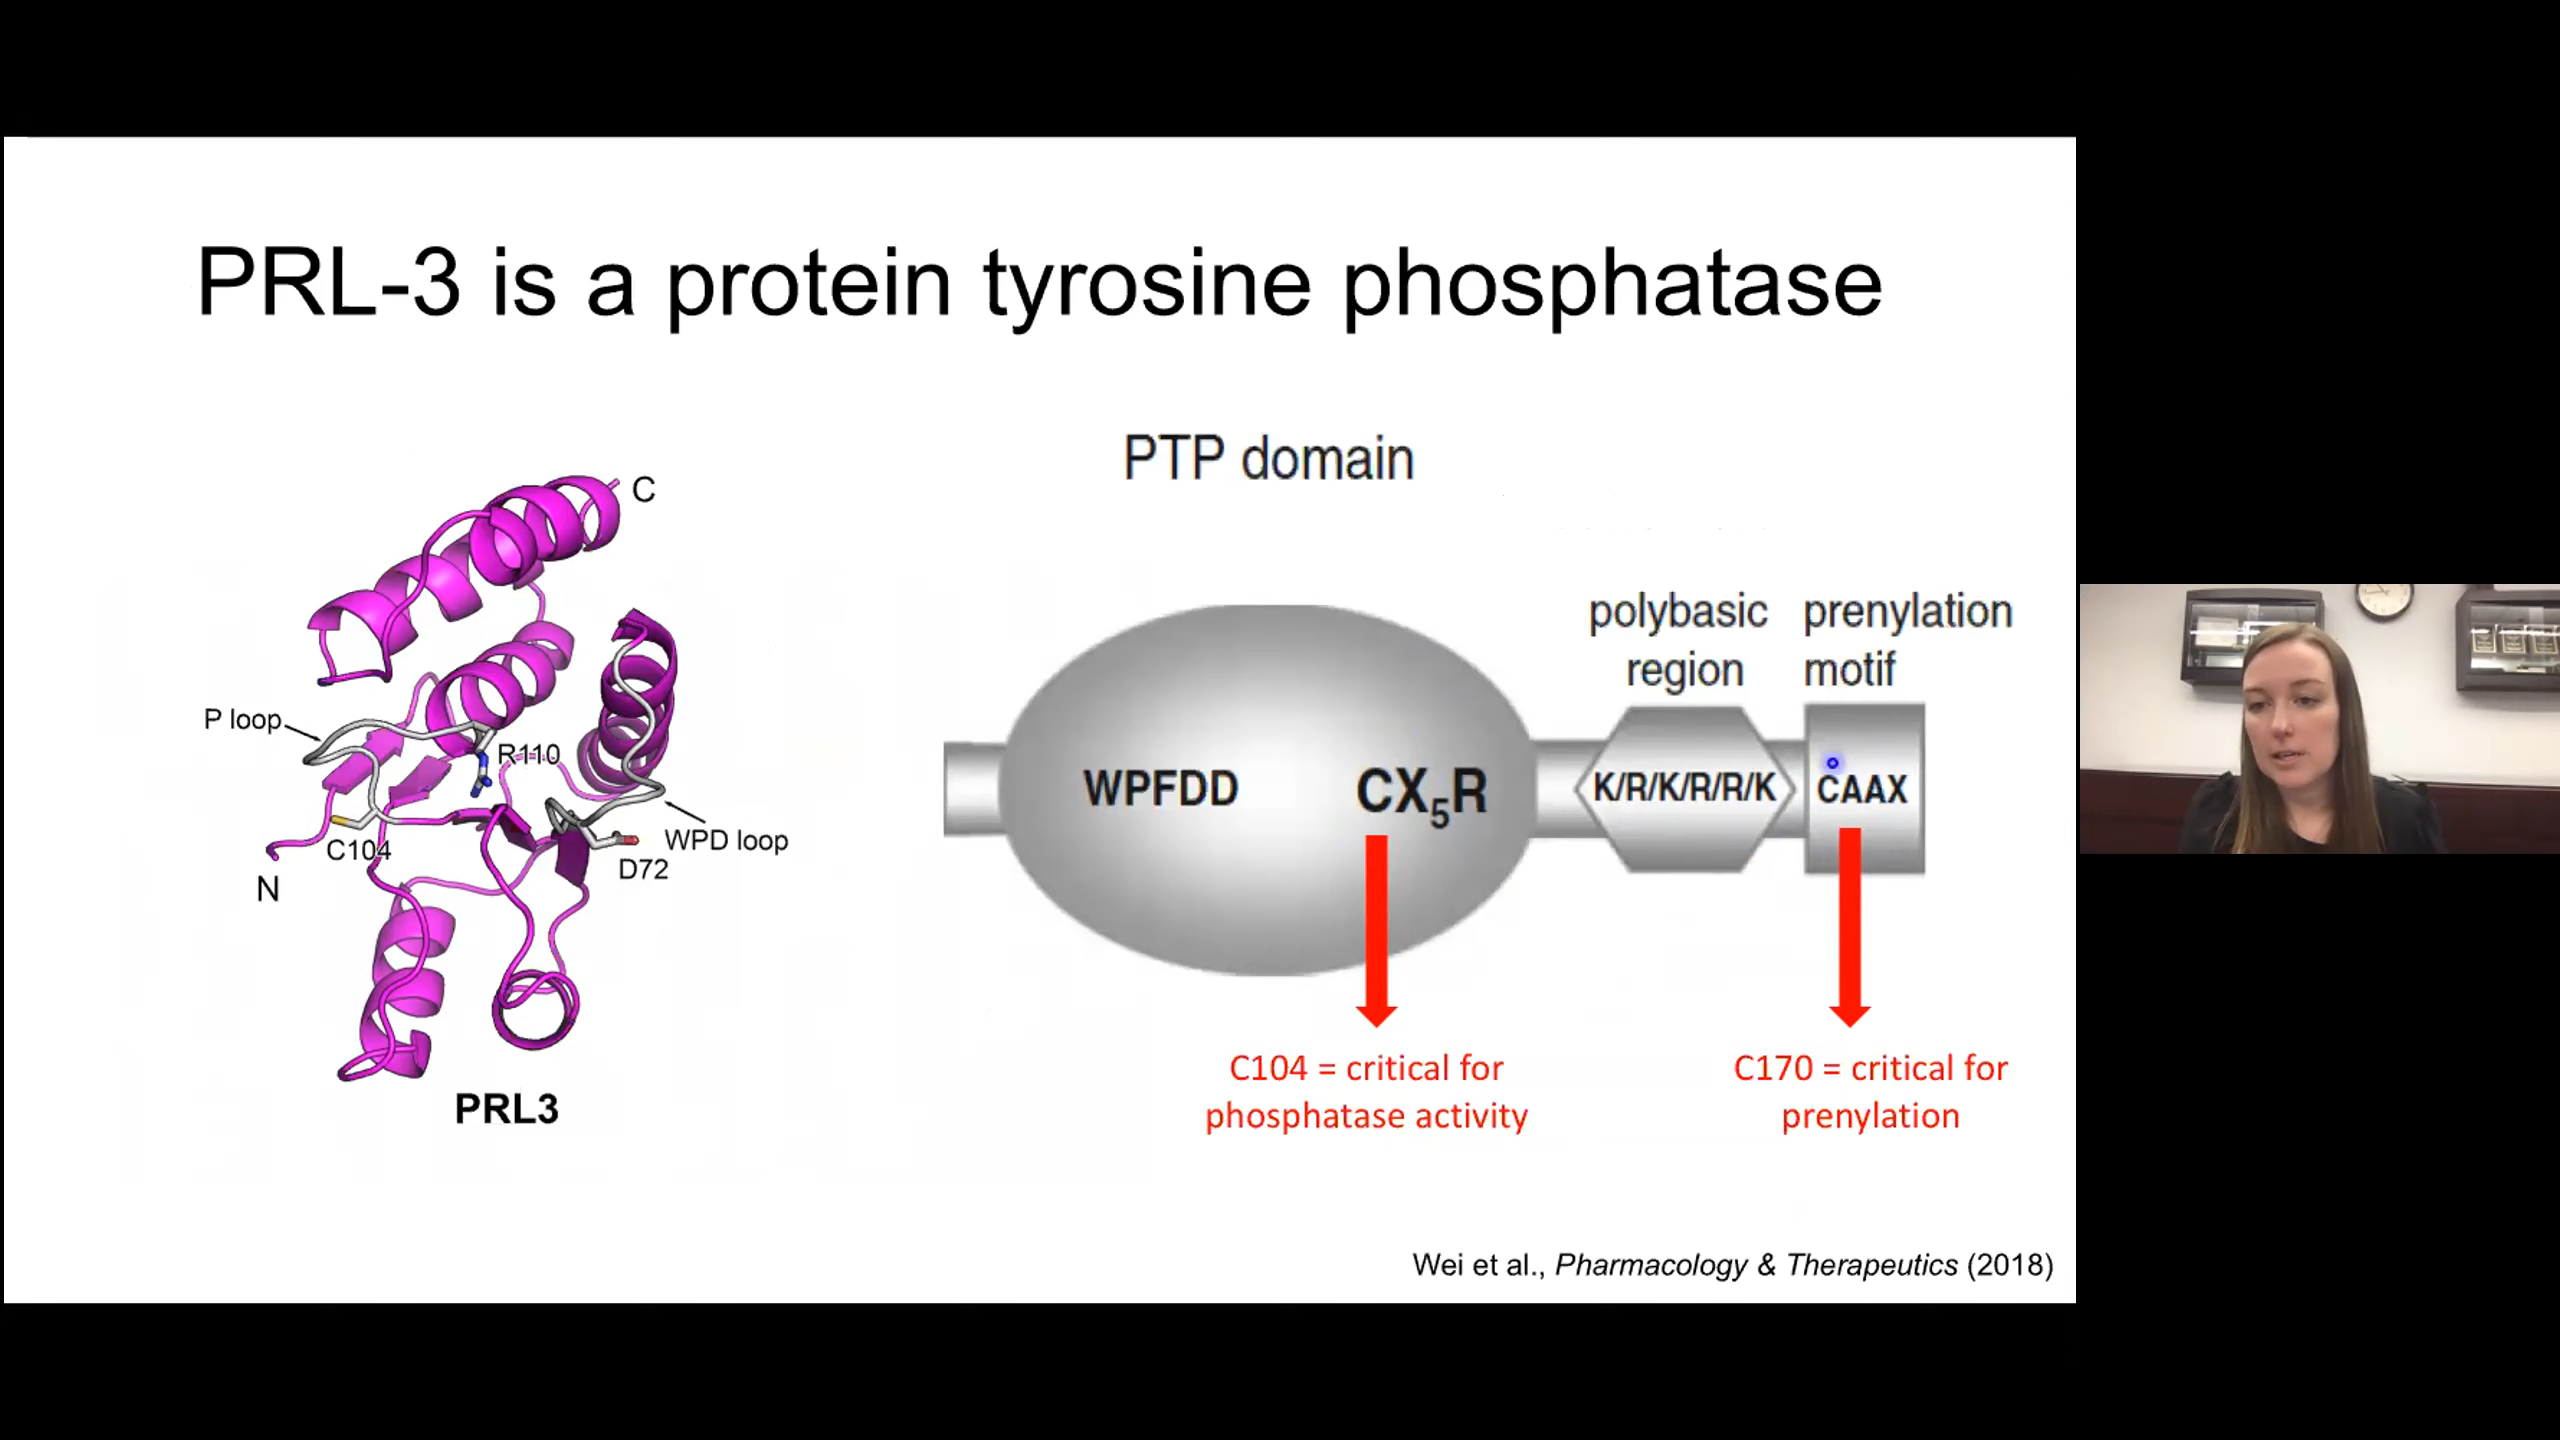 PRL-3 is a protein tyrosine phosphatase
C
P loop
R110
WPD loop
C104
D72
N
PRL3
PTP domain
polybasic
region
prenylation
motif
WPFDD
CX₅R
K/R/K/R/R/K
CAAX
C104 = critical for
phosphatase activity
C170 = critical for
prenylation
Wei et al., Pharmacology & Therapeutics (2018)